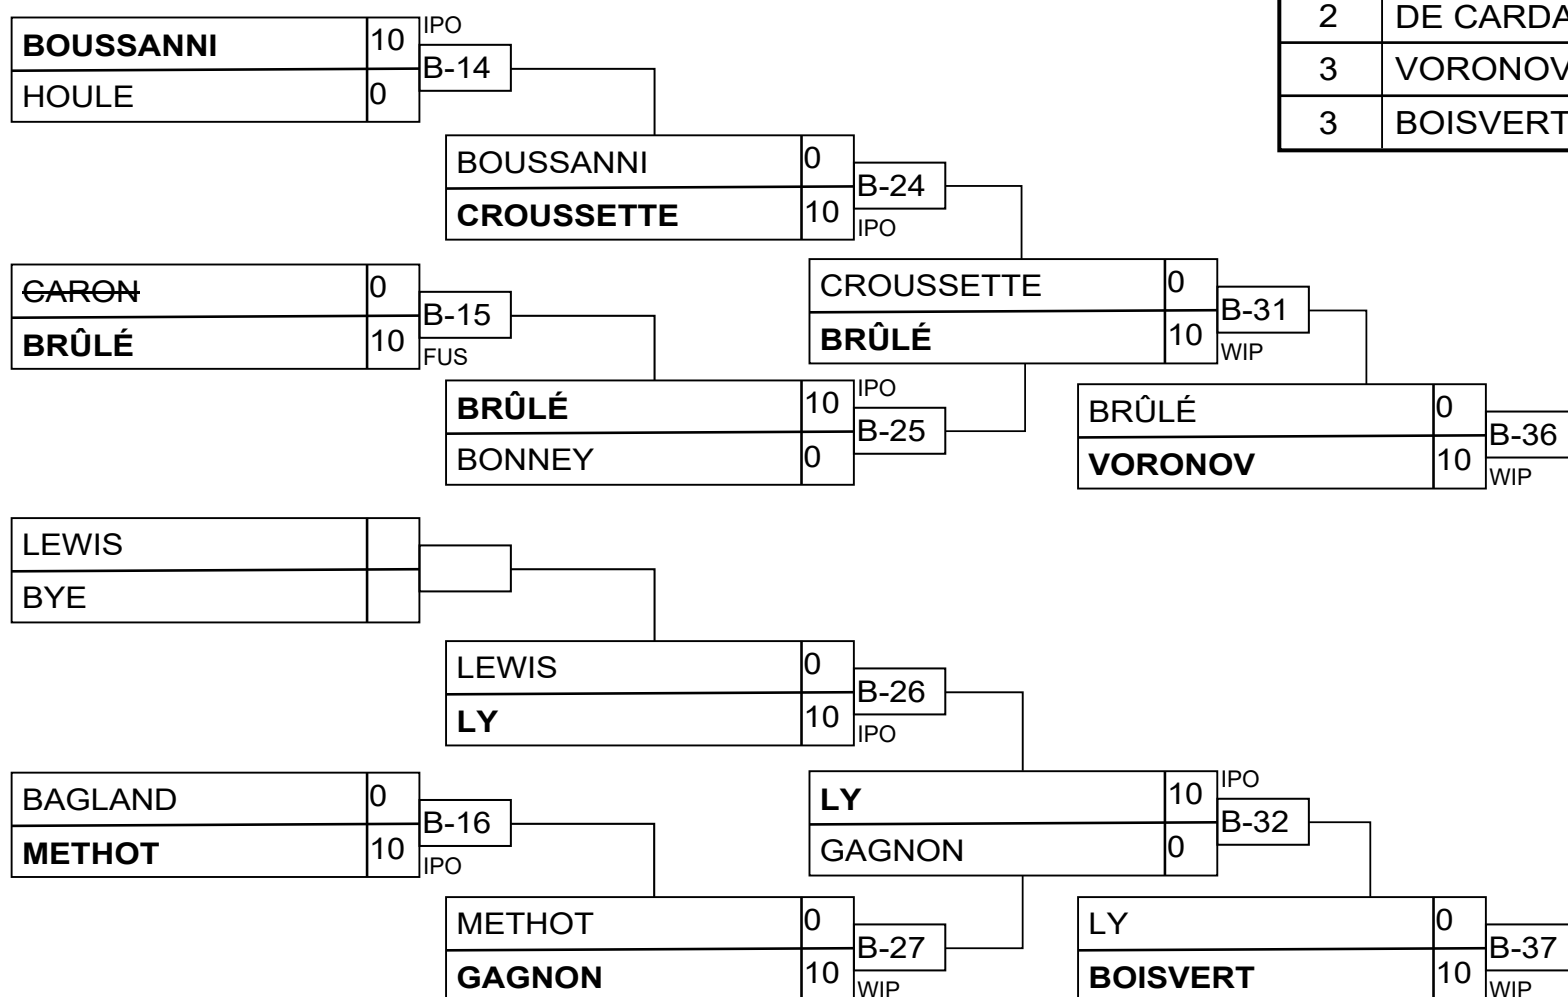 2 DE CARDA
3 VORONOV
3 BOISVERT
IPO
BOUSSANNI 10
B-14
HOULE 0
BOUSSANNI 0
B-24
CROUSSETTE 10
IPO
CARON 0
B-15
BRÛLÉ 10
FUS
CROUSSETTE 0
B-31
BRÛLÉ 10
WIP
IPO
BRÛLÉ 10
B-25
BONNEY 0
BRÛLÉ 0
B-36
VORONOV 10
WIP
LEWIS
BYE
LEWIS 0
B-26
LY 10
IPO
BAGLAND 0
B-16
METHOT 10
IPO
IPO
LY 10
B-32
GAGNON 0
METHOT 0
B-27
GAGNON 10
WIP
LY 0
B-37
BOISVERT 10
WIP